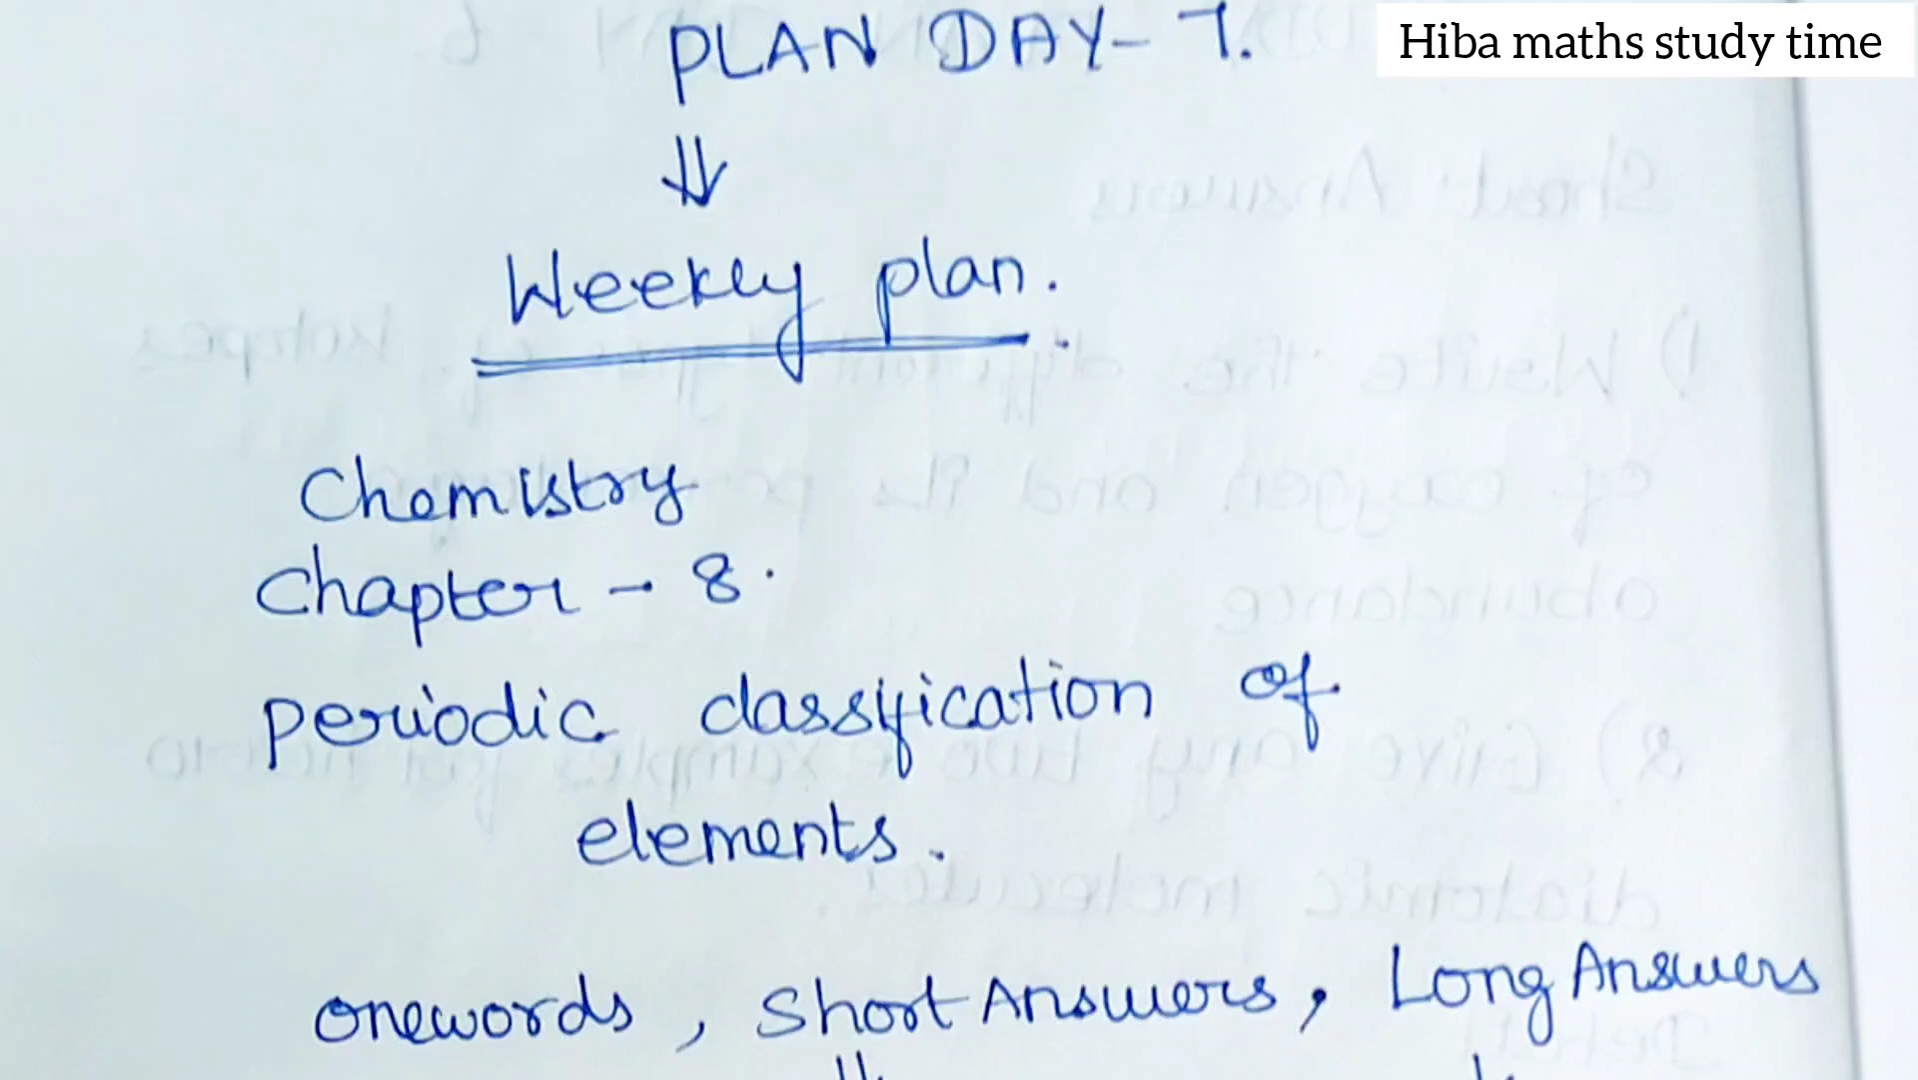 PLAN DAY- 7.
Hiba maths study time
Weekly plan.
Chemistry
Chapter - 8.
periodic classification of
elements.
onewords, Short Answers, Long Answers